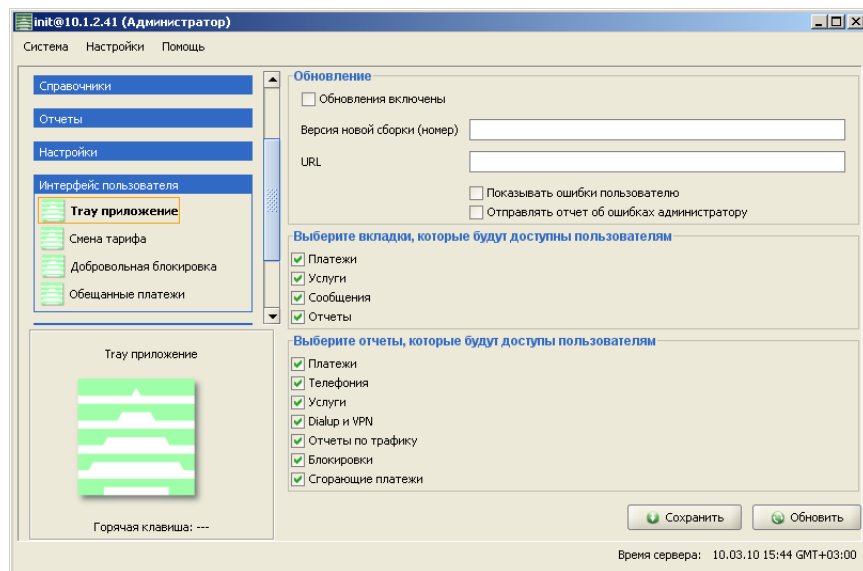 init@10.1.2.41 (Администратор)
Система Настройки Помощь
Справочники
Отчеты
Настройки
Интерфейс пользователя
Tray приложение
Смена тарифа
Добровольная блокировка
Обещанные платежи
Tray приложение
Горячая клавиша: ---
Обновление
Обновления включены
Версия новой сборки (номер)
URL
Показывать ошибки пользователю
Отправлять отчет об ошибках администратору
Выберите вкладки, которые будут доступны пользователям
Платежи
Услуги
Сообщения
Отчеты
Выберите отчеты, которые будут доступы пользователям
Платежи
Телефония
Услуги
Dialup и VPN
Отчеты по трафику
Блокировки
Сгорающие платежи
Сохранить Обновить
Время сервера: 10.03.10 15:44 GMT+03:00